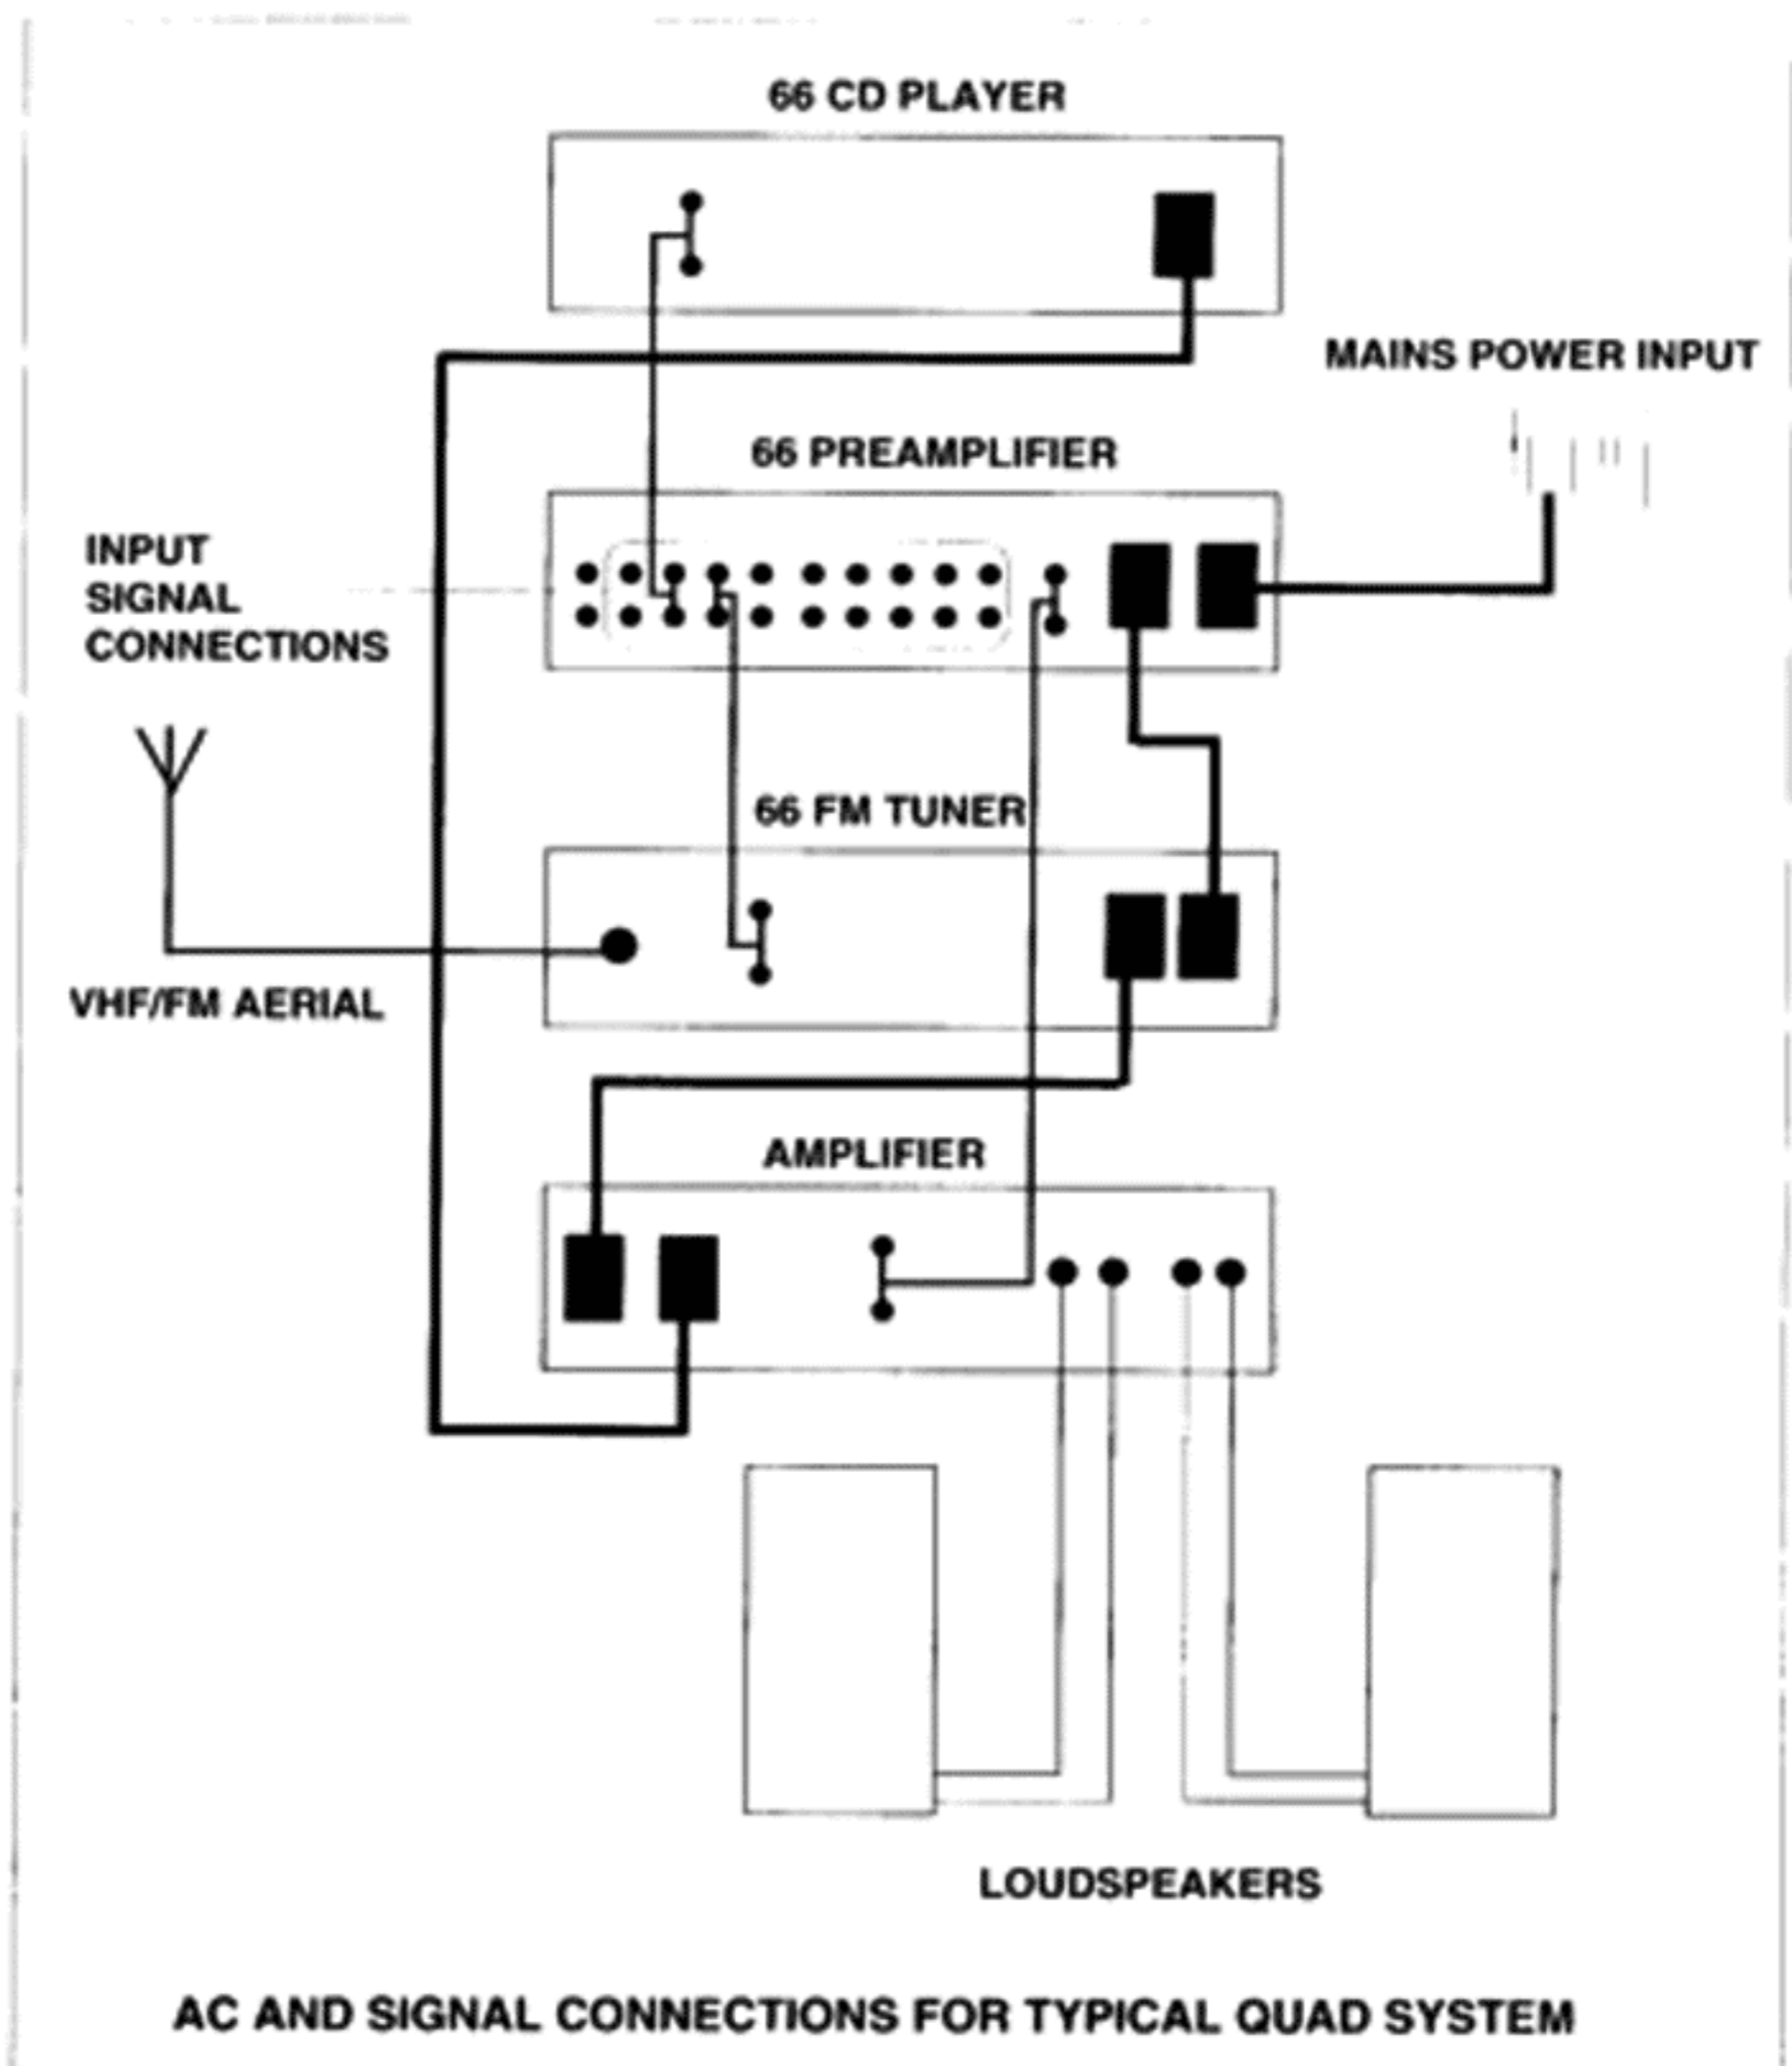 66 CD PLAYER
MAINS POWER INPUT
66 PREAMPLIFIER
INPUT
SIGNAL
CONNECTIONS
66 FM TUNER
VHF/FM AERIAL
AMPLIFIER
LOUDSPEAKERS
AC AND SIGNAL CONNECTIONS FOR TYPICAL QUAD SYSTEM